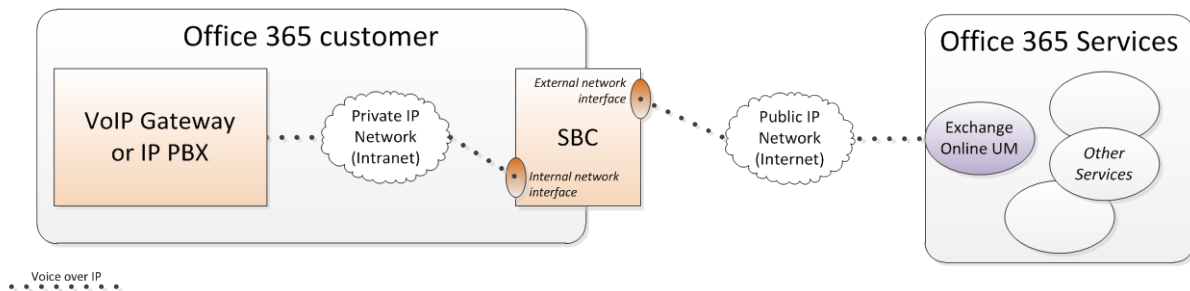 Office 365 customer
VoIP Gateway
or IP PBX
Private IP
Network
(Intranet)
External network
interface
SBC
Internal network
interface
Public IP
Network
(Internet)
Office 365 Services
Exchange
Online UM
Other
Services
Voice over IP